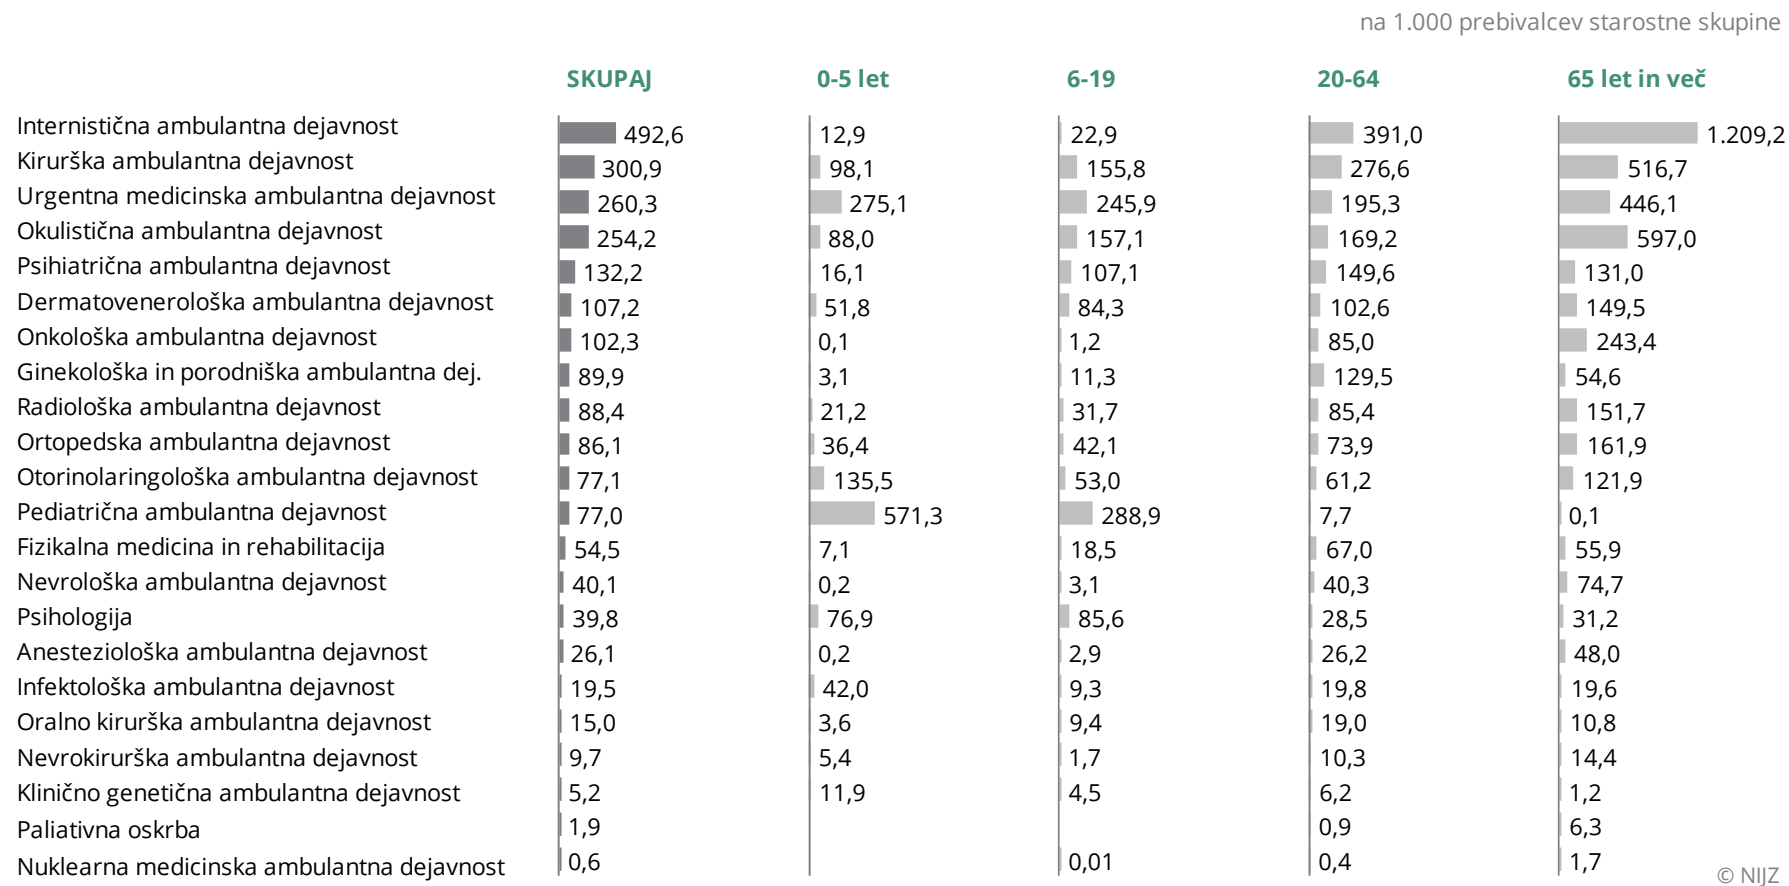 na 1.000 prebivalcev starostne skupine
SKUPAJ 0-5 let 6-19 20-64 65 let in več
Internistična ambulantna dejavnost 492,6 12,9 22,9 391,0 1.209,2
Kirurška ambulantna dejavnost 300,9 98,1 155,8 276,6 516,7
Urgentna medicinska ambulantna dejavnost 260,3 275,1 245,9 195,3 446,1
Okulistična ambulantna dejavnost 254,2 88,0 157,1 169,2 597,0
Psihiatrična ambulantna dejavnost 132,2 16,1 107,1 149,6 131,0
Dermatovenerološka ambulantna dejavnost 107,2 51,8 84,3 102,6 149,5
Onkološka ambulantna dejavnost 102,3 0,1 1,2 85,0 243,4
Ginekološka in porodniška ambulantna dej. 89,9 3,1 11,3 129,5 54,6
Radiološka ambulantna dejavnost 88,4 21,2 31,7 85,4 151,7
Ortopedska ambulantna dejavnost 86,1 36,4 42,1 73,9 161,9
Otorinolaringološka ambulantna dejavnost 77,1 135,5 53,0 61,2 121,9
Pediatrična ambulantna dejavnost 77,0 571,3 288,9 7,7 0,1
Fizikalna medicina in rehabilitacija 54,5 7,1 18,5 67,0 55,9
Nevrološka ambulantna dejavnost 40,1 0,2 3,1 40,3 74,7
Psihologija 39,8 76,9 85,6 28,5 31,2
Anesteziološka ambulantna dejavnost 26,1 0,2 2,9 26,2 48,0
Infektološka ambulantna dejavnost 19,5 42,0 9,3 19,8 19,6
Oralno kirurška ambulantna dejavnost 15,0 3,6 9,4 19,0 10,8
Nevrokirurška ambulantna dejavnost 9,7 5,4 1,7 10,3 14,4
Klinično genetična ambulantna dejavnost 5,2 11,9 4,5 6,2 1,2
Paliativna oskrba 1,9 0,9 6,3
Nuklearna medicinska ambulantna dejavnost 0,6 0,01 0,4 1,7
© NIJZ